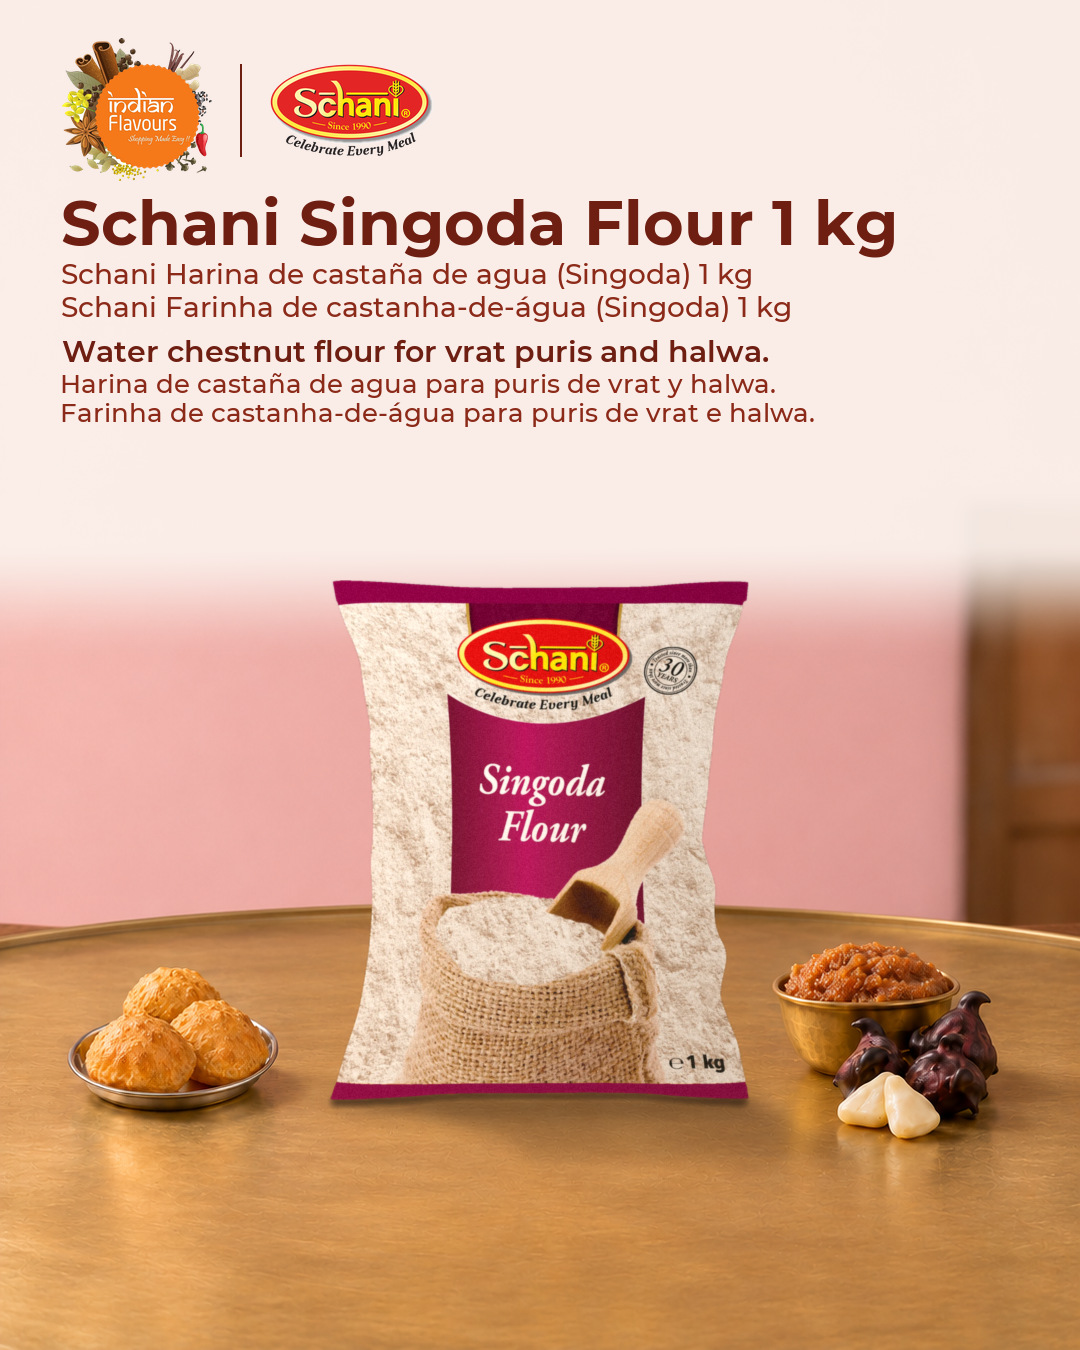 indian
Flavours
Shopping Made Easy !!
Schani®
Since 1990
Celebrate Every Meal
Schani Singoda Flour 1 kg
Schani Harina de castaña de agua (Singoda) 1 kg
Schani Farinha de castanha-de-água (Singoda) 1 kg
Water chestnut flour for vrat puris and halwa.
Harina de castaña de agua para puris de vrat y halwa.
Farinha de castanha-de-água para puris de vrat e halwa.
Schani®
Since 1990
Celebrate Every Meal
30
YEARS
Singoda
Flour
℮1 kg